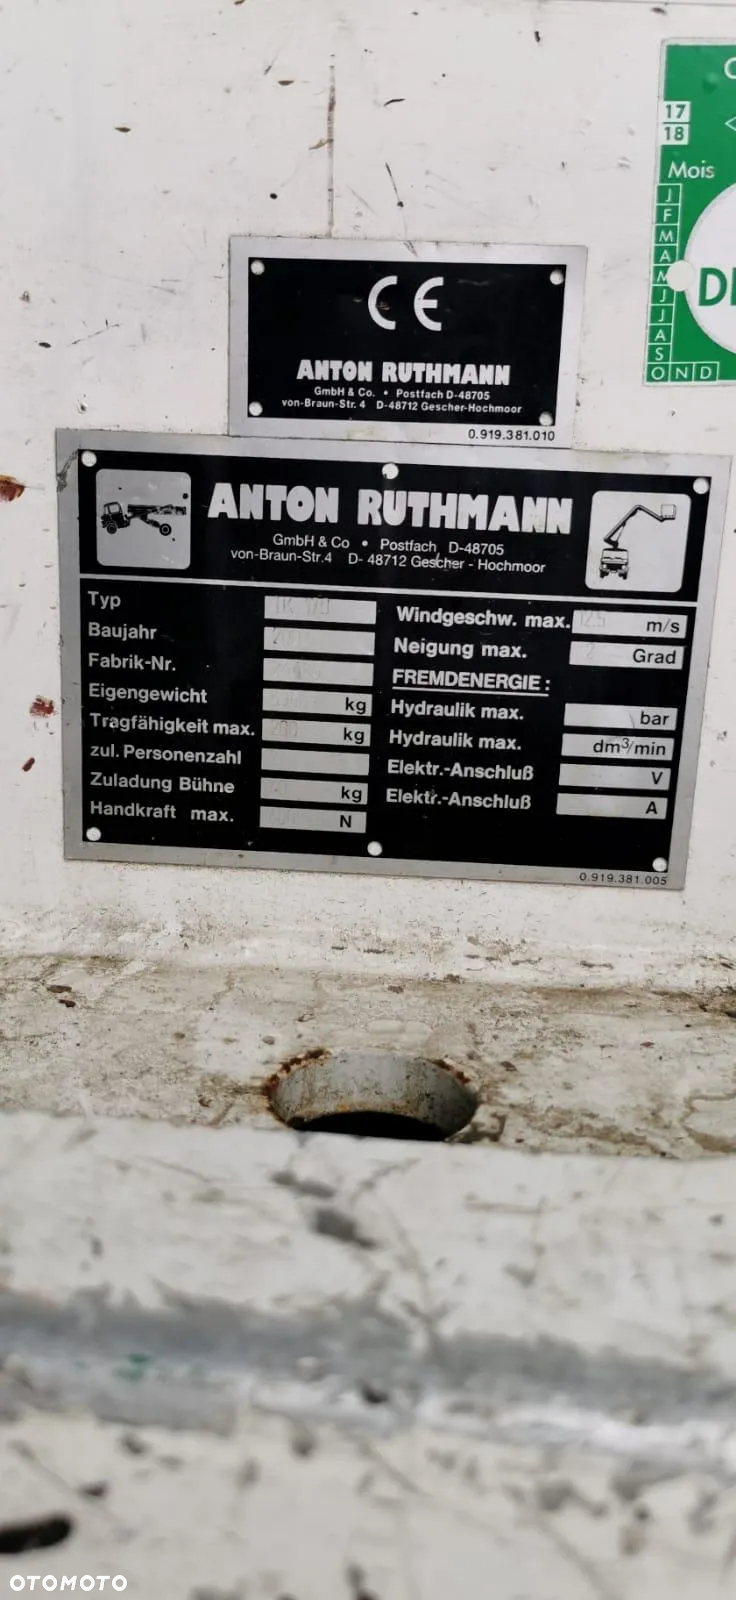 17
18
Mois
J
F
M
A
M
J
J
A
S
O N D
CE
ANTON RUTHMANN
GmbH & Co. • Postfach D-48705
von-Braun-Str. 4 D-48712 Gescher-Hochmoor
0.919.381.010
ANTON RUTHMANN
GmbH & Co • Postfach D-48705
von-Braun-Str.4 D- 48712 Gescher - Hochmoor
Typ
Baujahr
Fabrik-Nr.
Eigengewicht kg
Tragfähigkeit max. kg
zul. Personenzahl
Zuladung Bühne kg
Handkraft max. N
Windgeschw. max. 12,5 m/s
Neigung max. 2 Grad
FREMDENERGIE:
Hydraulik max. bar
Hydraulik max. dm³/min
Elektr.-Anschluß V
Elektr.-Anschluß A
0.919.381.005
OTOMOTO